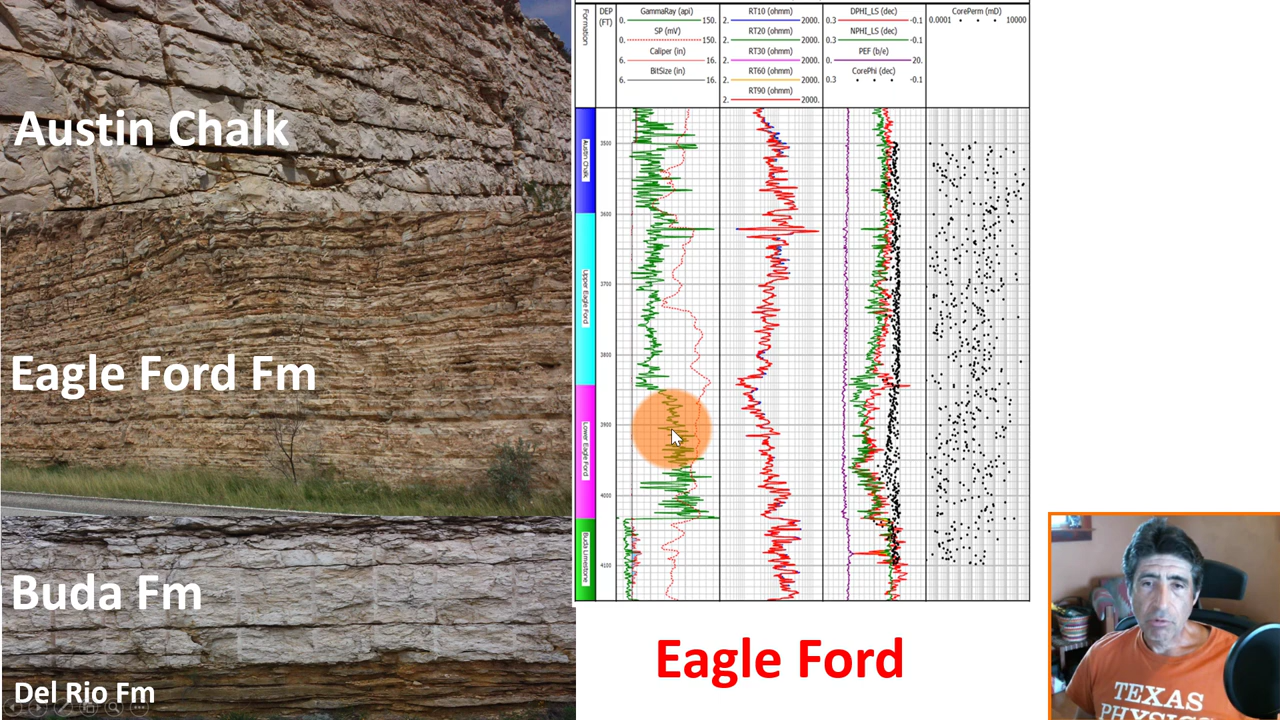 Austin Chalk
Eagle Ford Fm
Buda Fm
Del Rio Fm
Formation
DEP
(FT)
GammaRay (api)
0. 150.
SP (mV)
0. 150.
Caliper (in)
6. 16.
BitSize (in)
6. 16.
RT10 (ohmm)
2. 2000.
RT20 (ohmm)
2. 2000.
RT30 (ohmm)
2. 2000.
RT60 (ohmm)
2. 2000.
RT90 (ohmm)
2. 2000.
DPHI_LS (dec)
0.3 -0.1
NPHI_LS (dec)
0.3 -0.1
PEF (b/e)
0. 20.
CorePhi (dec)
0.3 -0.1
CorePerm (mD)
0.0001 10000
Austin Chalk
Upper Eagle Ford
Lower Eagle Ford
Buda Limestone
3500
3600
3700
3800
3900
4000
4100
Eagle Ford
TEXAS
PHYSICS